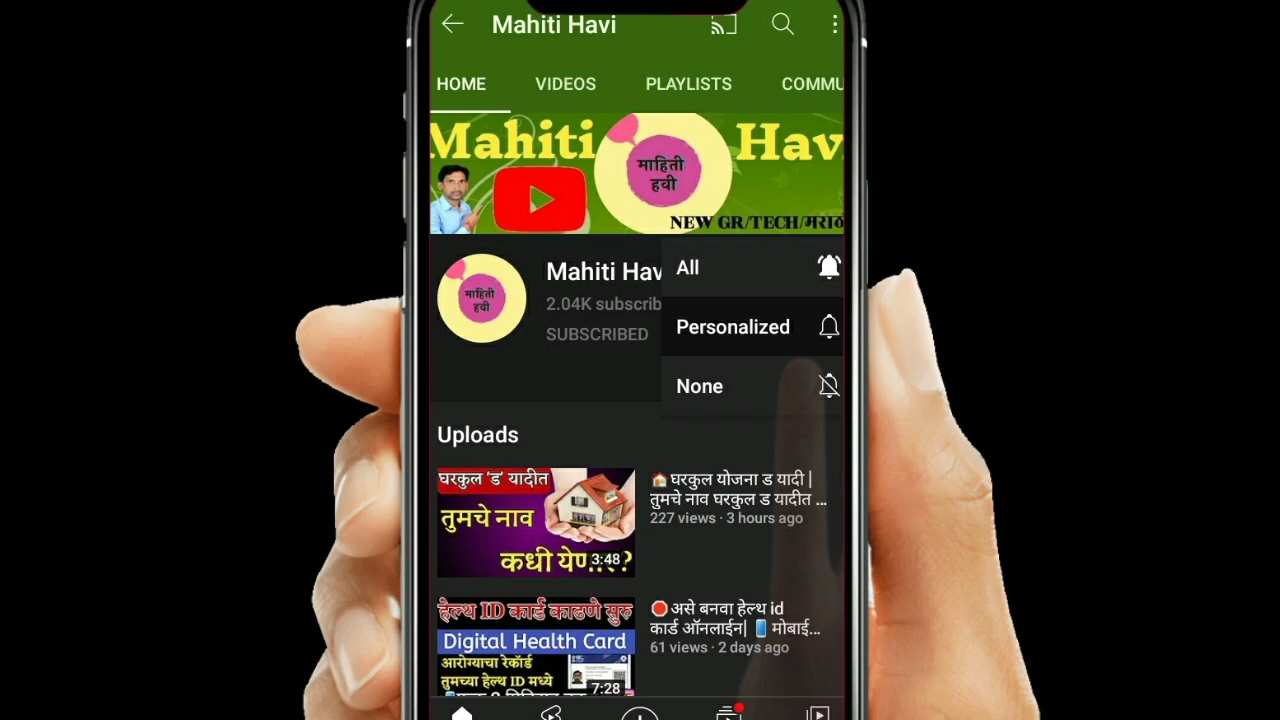 Mahiti Havi
HOME VIDEOS PLAYLISTS COMMU
Mahiti Hav
माहिती
हवी
NEW GR/TECH/मराठ
Mahiti Hav
माहिती
हवी
2.04K subscrib
SUBSCRIBED
All
Personalized
None
Uploads
घरकुल 'ड' यादीत
तुमचे नाव
कधी येणार?
3:48
🏠घरकुल योजना ड यादी |
तुमचे नाव घरकुल ड यादीत ...
227 views · 3 hours ago
हेल्थ ID कार्ड काढणे सुरु
Digital Health Card
आरोग्याचा रेकॉर्ड
तुमच्या हेल्थ ID मध्ये
7:28
🛑असे बनवा हेल्थ id
कार्ड ऑनलाईन| 📱मोबाई...
61 views · 2 days ago